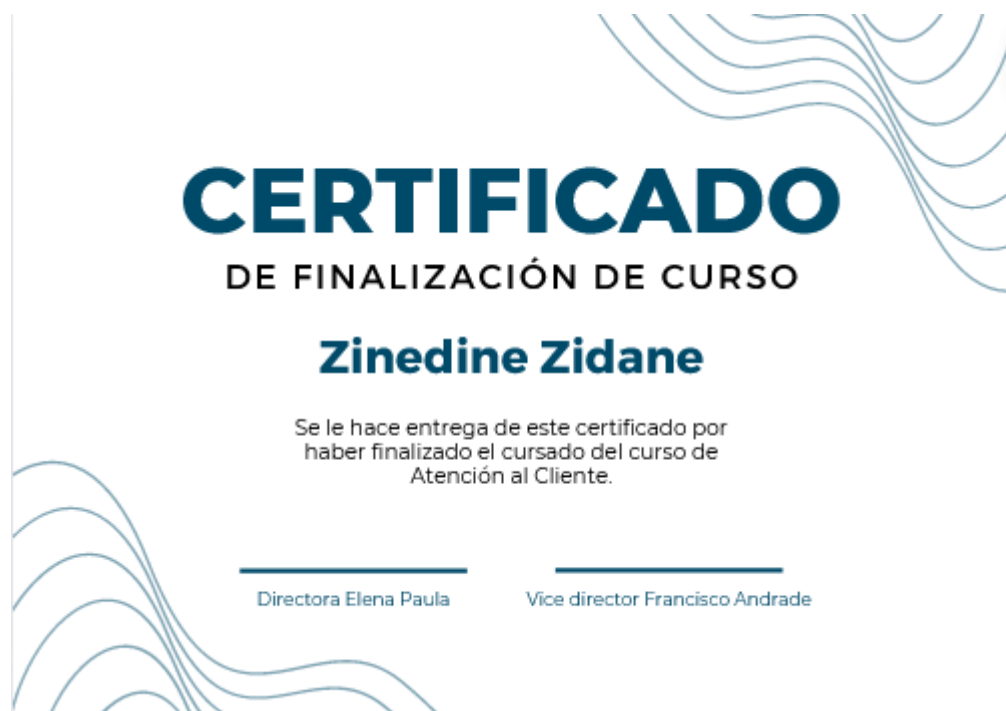 CERTIFICADO
DE FINALIZACIÓN DE CURSO
Zinedine Zidane
Se le hace entrega de este certificado por
haber finalizado el cursado del curso de
Atención al Cliente.
Directora Elena Paula
Vice director Francisco Andrade